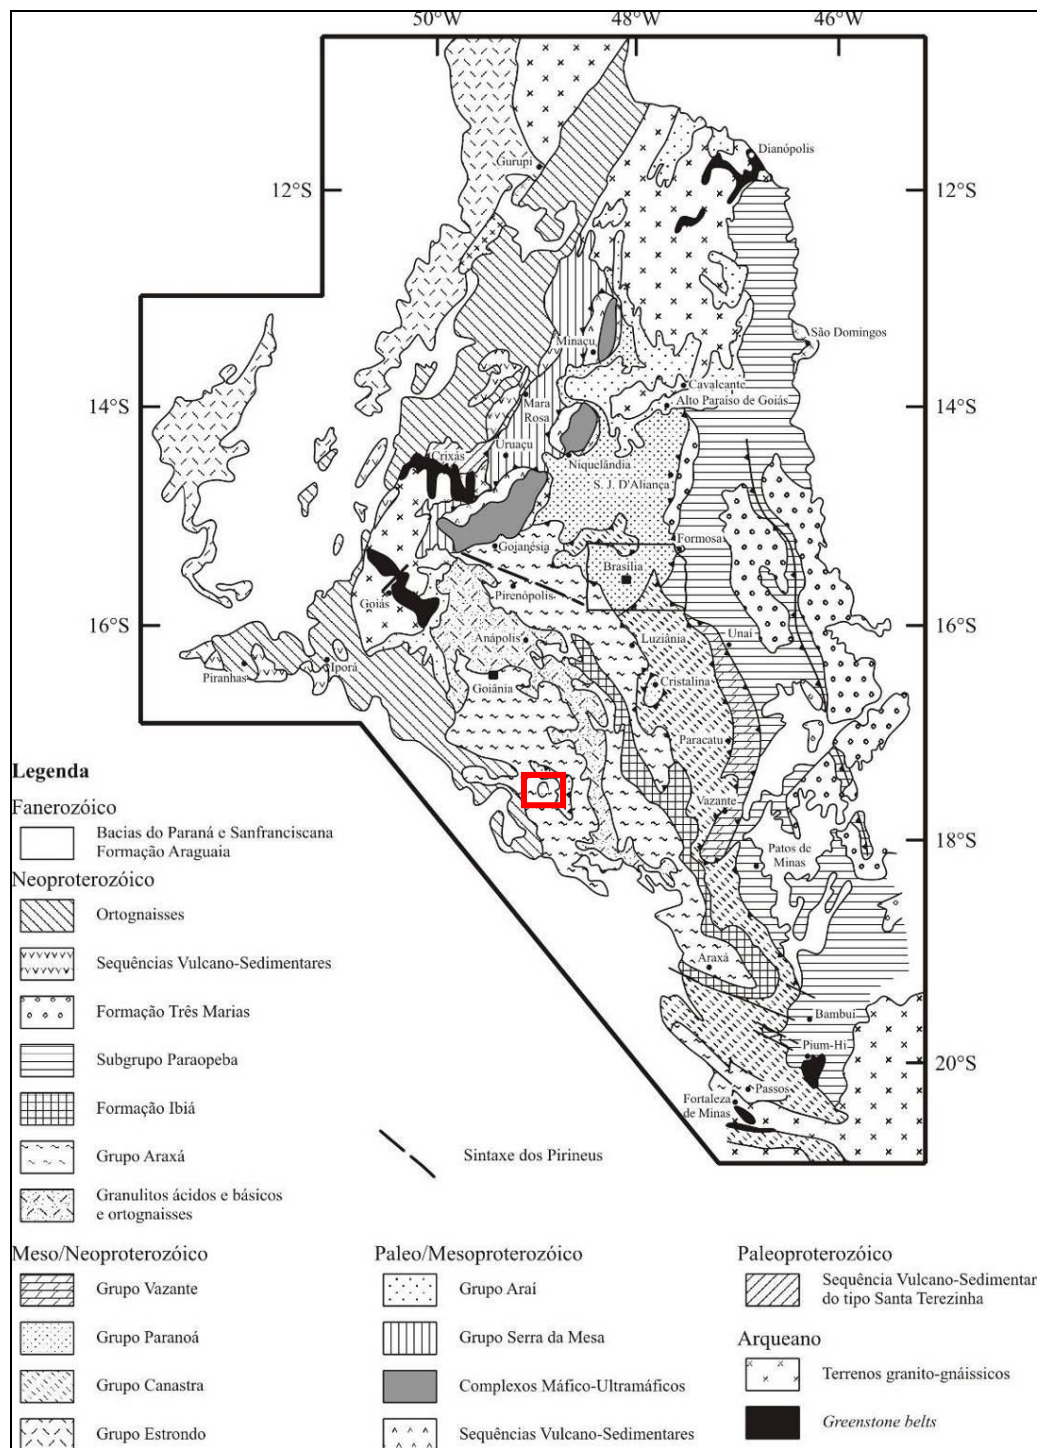 50°W
48°W
46°W
Dianópolis
Gurupi
12°S
12°S
São Domingos
Minaçu
Cavalcante
14°S
Mara
Rosa
Alto Paraíso de Goiás
14°S
Crixás
Uruaçu
Niquelândia
S. J. D'Aliança
Goianésia
Formosa
Brasília
Goiás
Pirenópolis
16°S
Anápolis
Luziânia
Unaí
16°S
Piranhas
Iporá
Goiânia
Cristalina
Paracatu
Vazante
18°S
Patos de
Minas
Araxá
Bambuí
Pium-Hi
20°S
Passos
Fortaleza
de Minas
Legenda
Fanerozóico
Bacias do Paraná e Sanfranciscana
Formação Araguaia
Neoproterozóico
Ortognaisses
Sequências Vulcano-Sedimentares
Formação Três Marias
Subgrupo Paraopeba
Formação Ibiá
Grupo Araxá
Granulitos ácidos e básicos
e ortognaisses
Sintaxe dos Pirineus
Meso/Neoproterozóico
Grupo Vazante
Grupo Paranoá
Grupo Canastra
Grupo Estrondo
Paleo/Mesoproterozóico
Grupo Araí
Grupo Serra da Mesa
Complexos Máfico-Ultramáficos
Sequências Vulcano-Sedimentares
Paleoproterozóico
Sequência Vulcano-Sedimentar
do tipo Santa Terezinha
Arqueano
Terrenos granito-gnáissicos
Greenstone belts